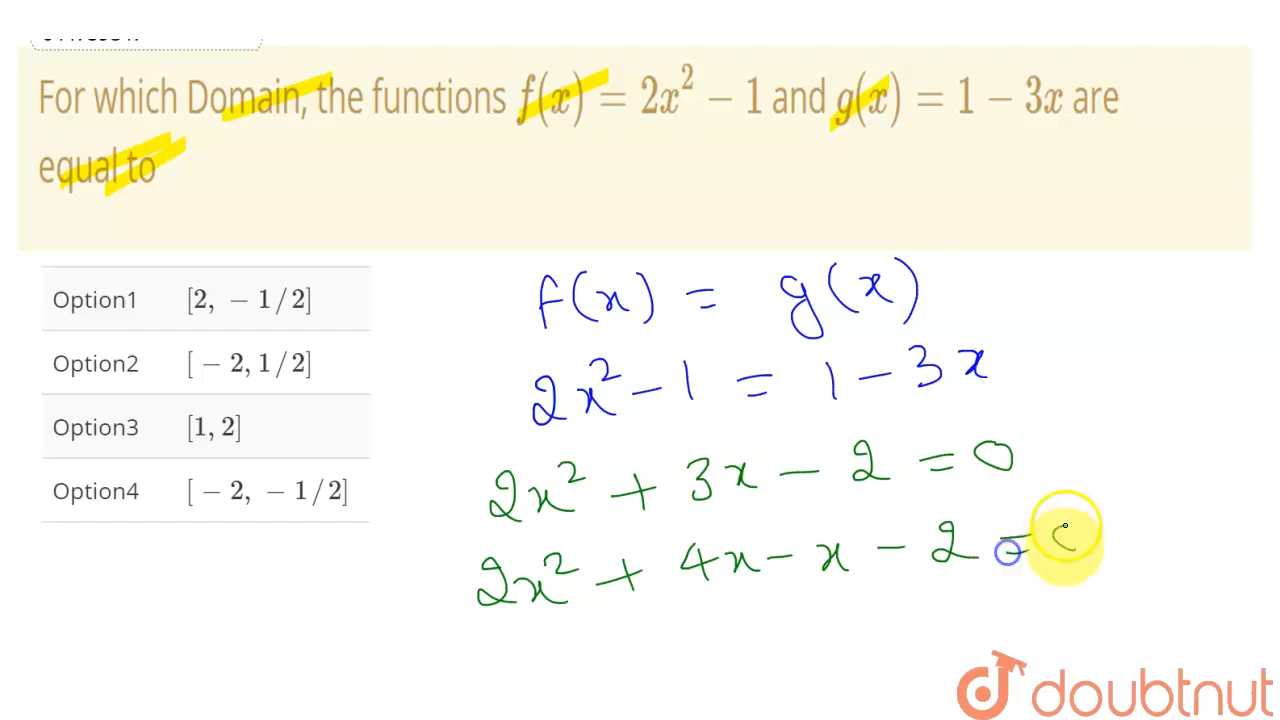 For which Domain, the functions f(x) = 2x² − 1 and g(x) = 1 − 3x are
equal to
Option1 [2, − 1/2]
Option2 [ − 2, 1/2]
Option3 [1, 2]
Option4 [ − 2, − 1/2]
f(x) = g(x)
2x² − 1 = 1 − 3x
2x² + 3x − 2 = 0
2x² + 4x − x − 2 =
doubtnut